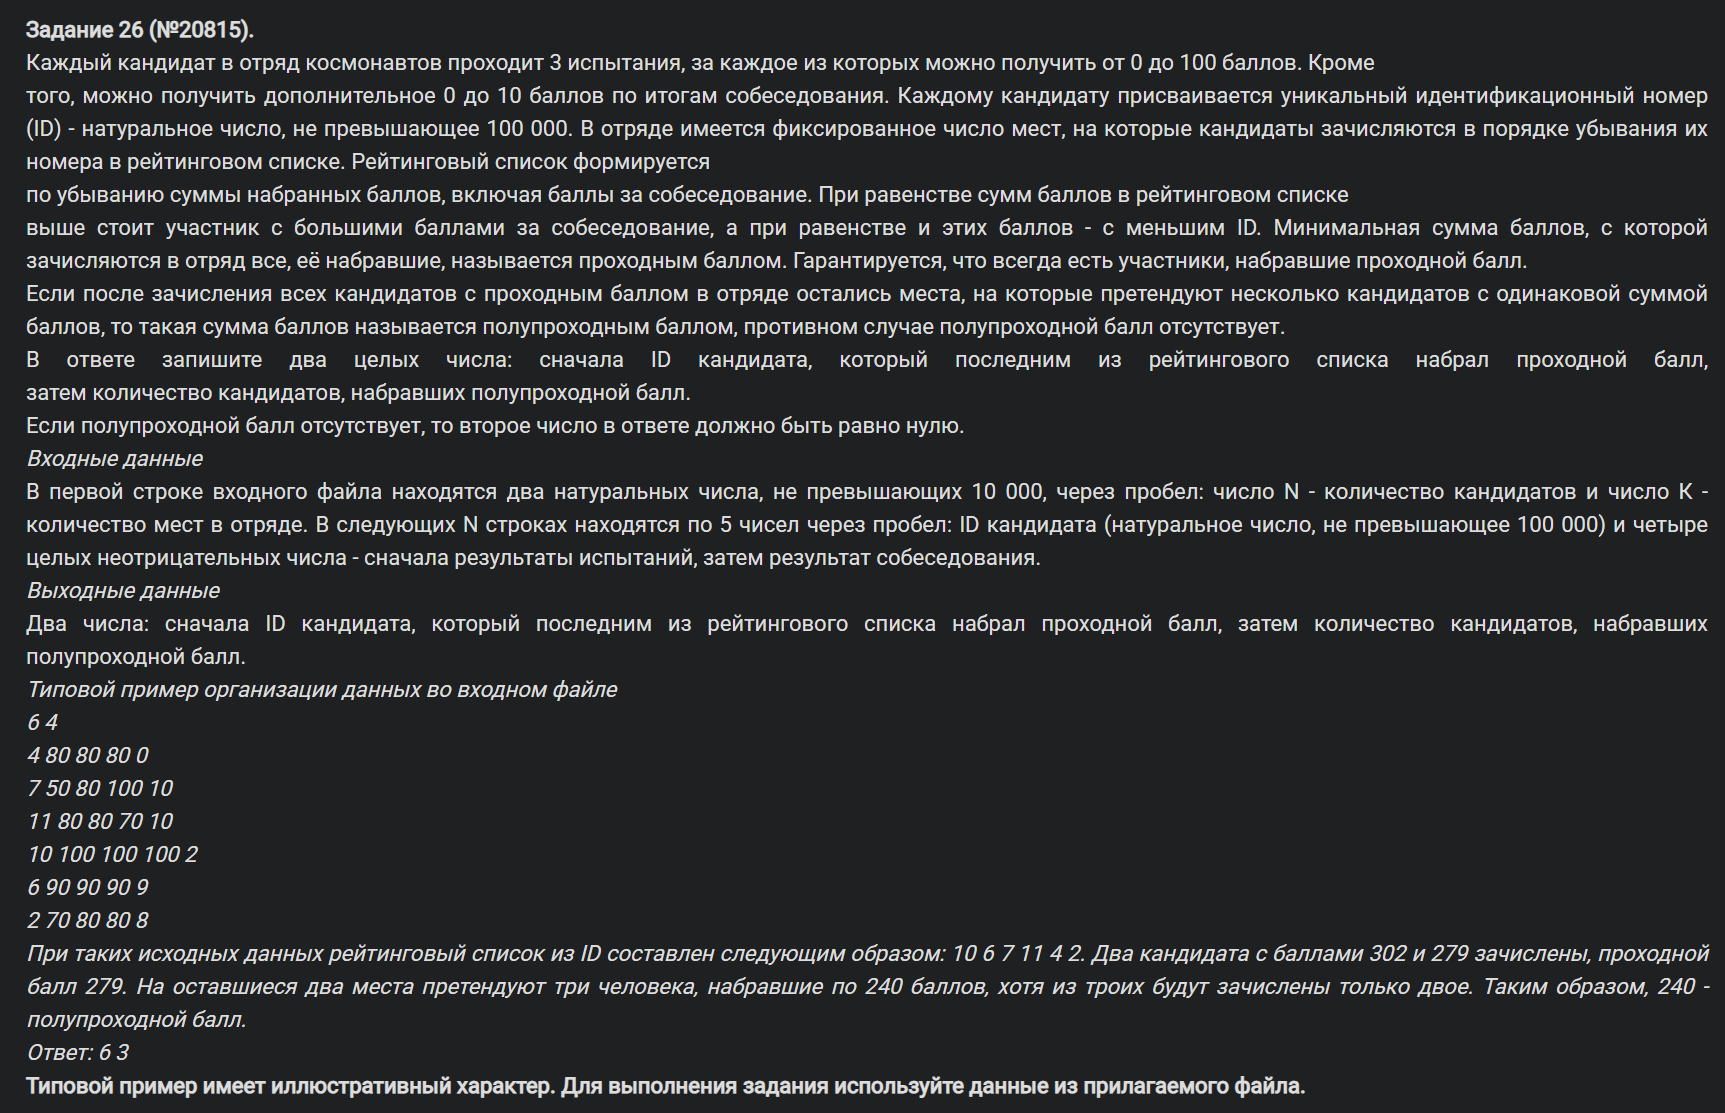 Задание 26 (№20815).
Каждый кандидат в отряд космонавтов проходит 3 испытания, за каждое из которых можно получить от 0 до 100 баллов. Кроме
того, можно получить дополнительное 0 до 10 баллов по итогам собеседования. Каждому кандидату присваивается уникальный идентификационный номер
(ID) - натуральное число, не превышающее 100 000. В отряде имеется фиксированное число мест, на которые кандидаты зачисляются в порядке убывания их
номера в рейтинговом списке. Рейтинговый список формируется
по убыванию суммы набранных баллов, включая баллы за собеседование. При равенстве сумм баллов в рейтинговом списке
выше стоит участник с большими баллами за собеседование, а при равенстве и этих баллов - с меньшим ID. Минимальная сумма баллов, с которой
зачисляются в отряд все, её набравшие, называется проходным баллом. Гарантируется, что всегда есть участники, набравшие проходной балл.
Если после зачисления всех кандидатов с проходным баллом в отряде остались места, на которые претендуют несколько кандидатов с одинаковой суммой
баллов, то такая сумма баллов называется полупроходным баллом, противном случае полупроходной балл отсутствует.
В ответе запишите два целых числа: сначала ID кандидата, который последним из рейтингового списка набрал проходной балл,
затем количество кандидатов, набравших полупроходной балл.
Если полупроходной балл отсутствует, то второе число в ответе должно быть равно нулю.
Входные данные
В первой строке входного файла находятся два натуральных числа, не превышающих 10 000, через пробел: число N - количество кандидатов и число К -
количество мест в отряде. В следующих N строках находятся по 5 чисел через пробел: ID кандидата (натуральное число, не превышающее 100 000) и четыре
целых неотрицательных числа - сначала результаты испытаний, затем результат собеседования.
Выходные данные
Два числа: сначала ID кандидата, который последним из рейтингового списка набрал проходной балл, затем количество кандидатов, набравших
полупроходной балл.
Типовой пример организации данных во входном файле
6 4
4 80 80 80 0
7 50 80 100 10
11 80 80 70 10
10 100 100 100 2
6 90 90 90 9
2 70 80 80 8
При таких исходных данных рейтинговый список из ID составлен следующим образом: 10 6 7 11 4 2. Два кандидата с баллами 302 и 279 зачислены, проходной
балл 279. На оставшиеся два места претендуют три человека, набравшие по 240 баллов, хотя из троих будут зачислены только двое. Таким образом, 240 -
полупроходной балл.
Ответ: 6 3
Типовой пример имеет иллюстративный характер. Для выполнения задания используйте данные из прилагаемого файла.